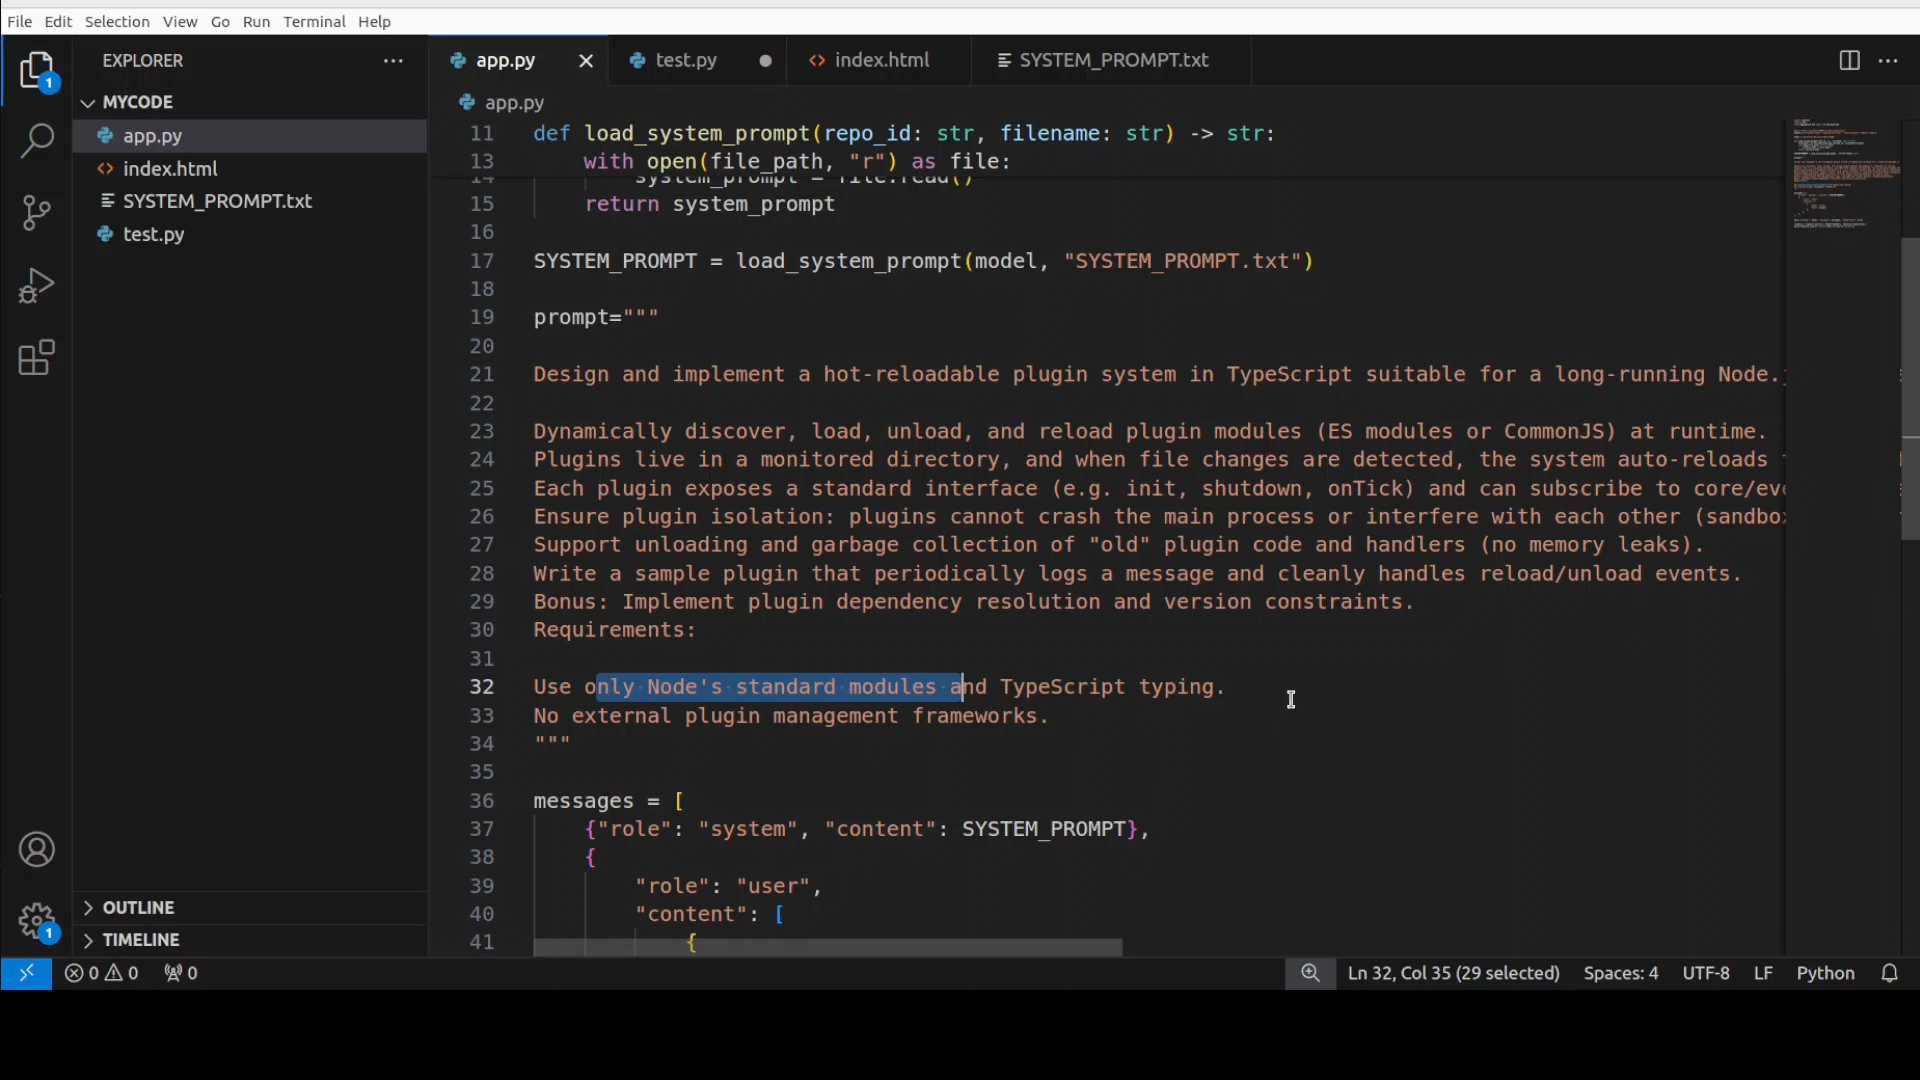 File Edit Selection View Go Run Terminal Help
EXPLORER
MYCODE
app.py
index.html
SYSTEM_PROMPT.txt
test.py
OUTLINE
TIMELINE
1
1
app.py
test.py
index.html
SYSTEM_PROMPT.txt
app.py
11 def load_system_prompt(repo_id: str, filename: str) -> str:
13 with open(file_path, "r") as file:
14 system_prompt = file.read()
15 return system_prompt
16
17 SYSTEM_PROMPT = load_system_prompt(model, "SYSTEM_PROMPT.txt")
18
19 prompt="""
20
21 Design and implement a hot-reloadable plugin system in TypeScript suitable for a long-running Node.
22
23 Dynamically discover, load, unload, and reload plugin modules (ES modules or CommonJS) at runtime.
24 Plugins live in a monitored directory, and when file changes are detected, the system auto-reloads
25 Each plugin exposes a standard interface (e.g. init, shutdown, onTick) and can subscribe to core/eve
26 Ensure plugin isolation: plugins cannot crash the main process or interfere with each other (sandbox
27 Support unloading and garbage collection of "old" plugin code and handlers (no memory leaks).
28 Write a sample plugin that periodically logs a message and cleanly handles reload/unload events.
29 Bonus: Implement plugin dependency resolution and version constraints.
30 Requirements:
31
32 Use only Node's standard modules and TypeScript typing.
33 No external plugin management frameworks.
34 """
35
36 messages = [
37 {"role": "system", "content": SYSTEM_PROMPT},
38 {
39 "role": "user",
40 "content": [
41 {
0 0 0 Ln 32, Col 35 (29 selected) Spaces: 4 UTF-8 LF Python